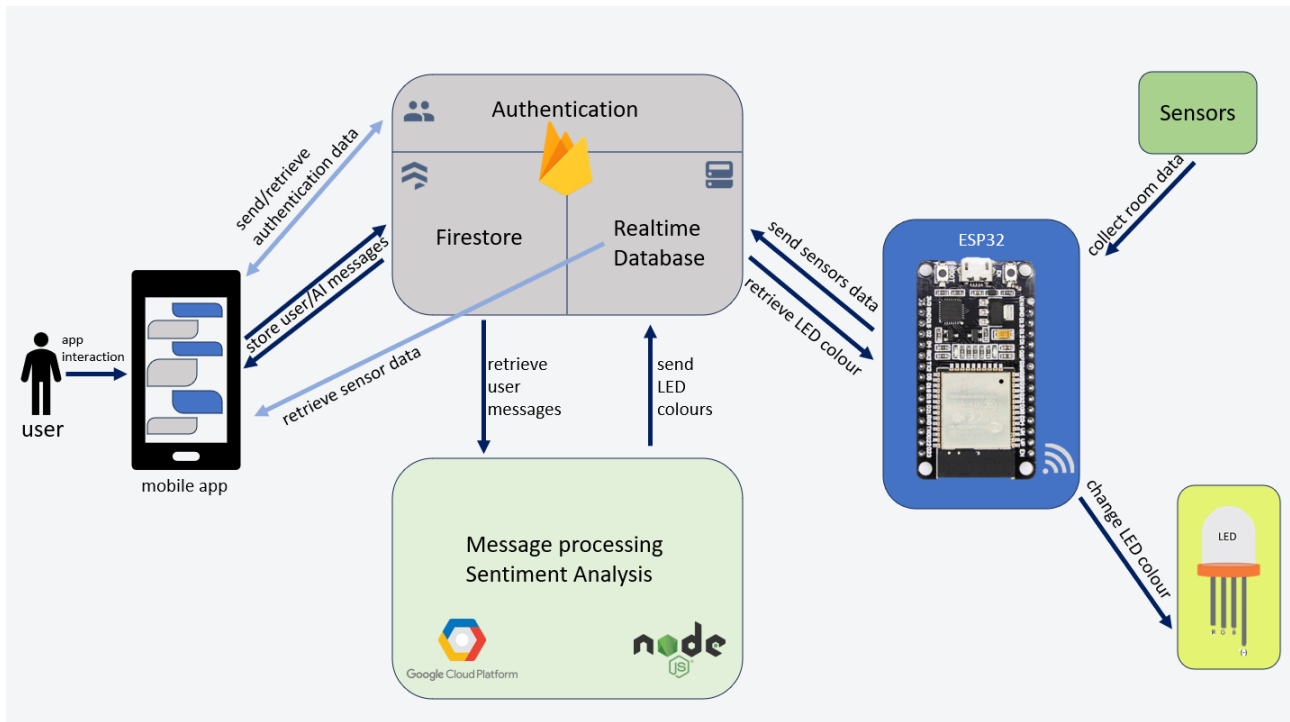 Authentication
Sensors
send/retrieve
authentication data
collect room data
Firestore
Realtime
Database
ESP32
send sensors data
store user/AI messages
retrieve LED colour
app
interaction
retrieve sensor data
retrieve
user
messages
send
LED
colours
user
mobile app
change LED colour
LED
R G B
(-)
Message processing
Sentiment Analysis
Google Cloud Platform
node
JS